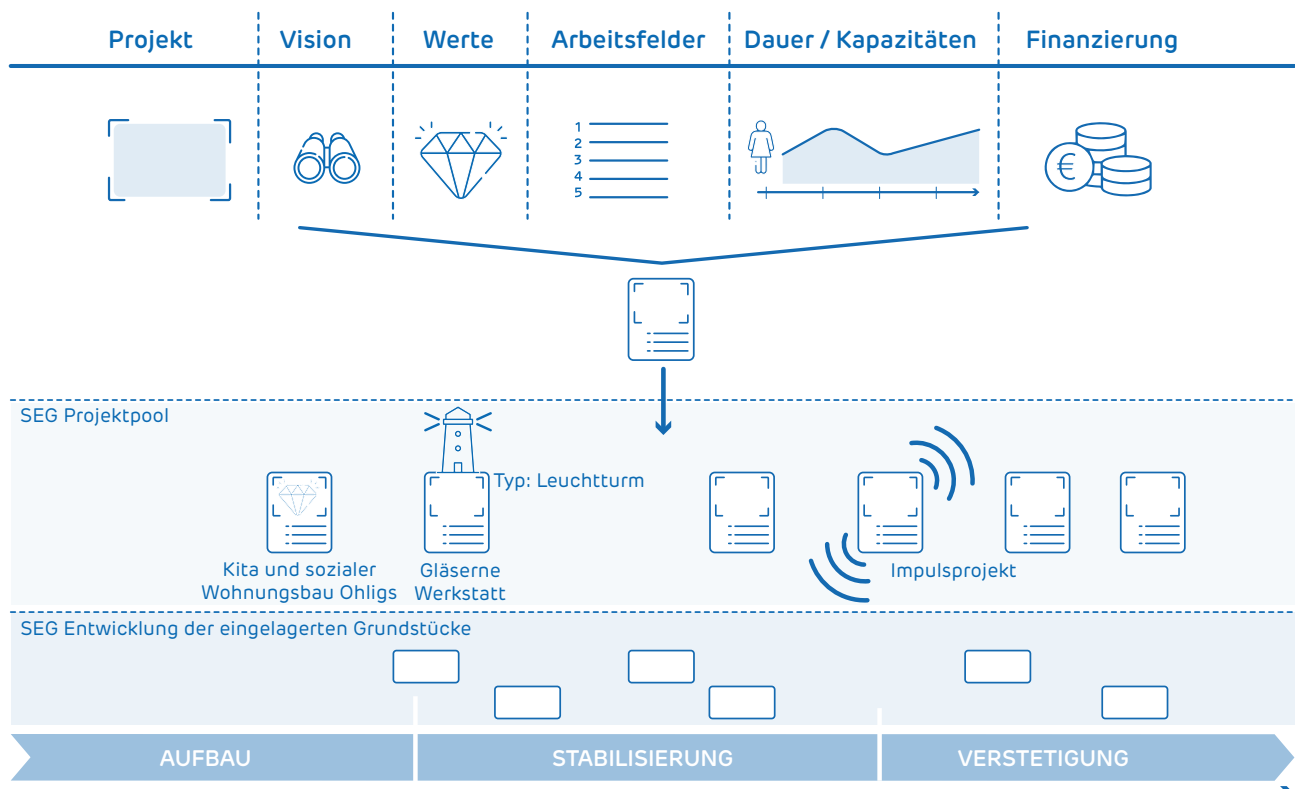 Projekt
Vision
Werte
Arbeitsfelder
Dauer / Kapazitäten
Finanzierung
1
2
3
4
5
€
SEG Projektpool
Typ: Leuchtturm
Kita und sozialer
Wohnungsbau Ohligs
Gläserne
Werkstatt
Impulsprojekt
SEG Entwicklung der eingelagerten Grundstücke
AUFBAU
STABILISIERUNG
VERSTETIGUNG